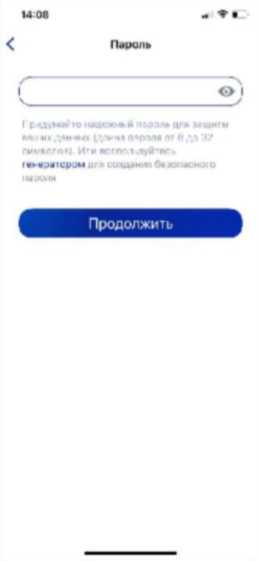 14:08
Пароль
Придумайте надежный пароль для защиты
ваших данных (длина пароля от 6 до 32
символов). Или воспользуйтесь
генератором для создания безопасного
пароля
Продолжить